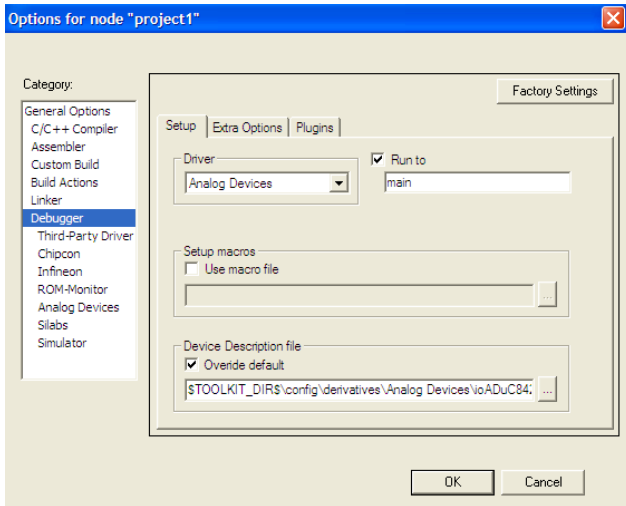 Options for node "project1"
Category:
Factory Settings
General Options
C/C++ Compiler
Assembler
Custom Build
Build Actions
Linker
Debugger
Third-Party Driver
Chipcon
Infineon
ROM-Monitor
Analog Devices
Silabs
Simulator
Setup
Extra Options
Plugins
Driver
Analog Devices
Run to
main
Setup macros
Use macro file
...
Device Description file
Overide default
$TOOLKIT_DIR$\config\derivatives\Analog Devices\ioADuC842
...
OK
Cancel